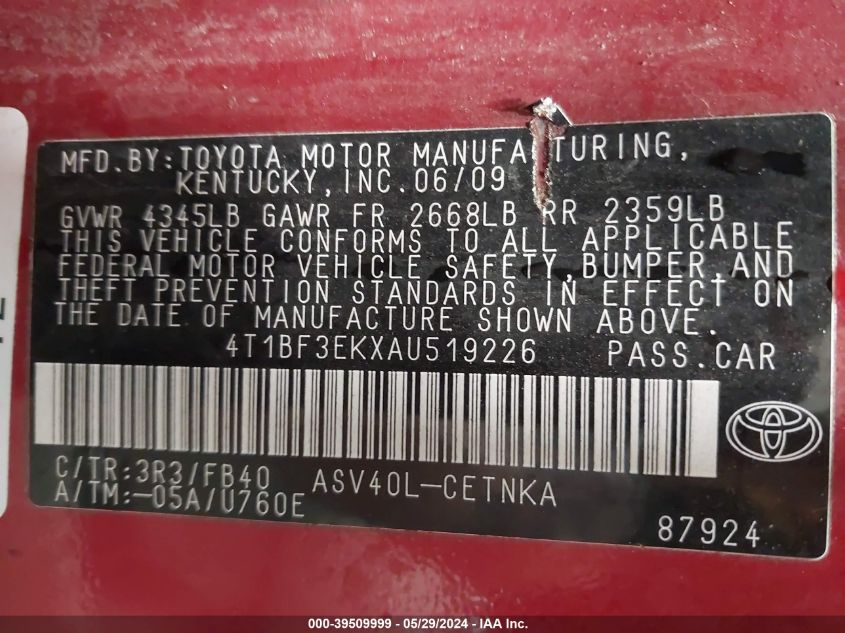 MFD.BY:TOYOTA MOTOR MANUFACTURING,
KENTUCKY,INC.06/09
GVWR 4345LB GAWR FR 2668LB RR 2359LB
THIS VEHICLE CONFORMS TO ALL APPLICABLE
FEDERAL MOTOR VEHICLE SAFETY,BUMPER,AND
THEFT PREVENTION STANDARDS IN EFFECT ON
THE DATE OF MANUFACTURE SHOWN ABOVE.
4T1BF3EKXAU519226 PASS.CAR
C/TR:3R3/FB40 ASV40L-CETNKA
A/TM:-05A/U760E
87924
000-39509999 - 05/29/2024 - IAA Inc.